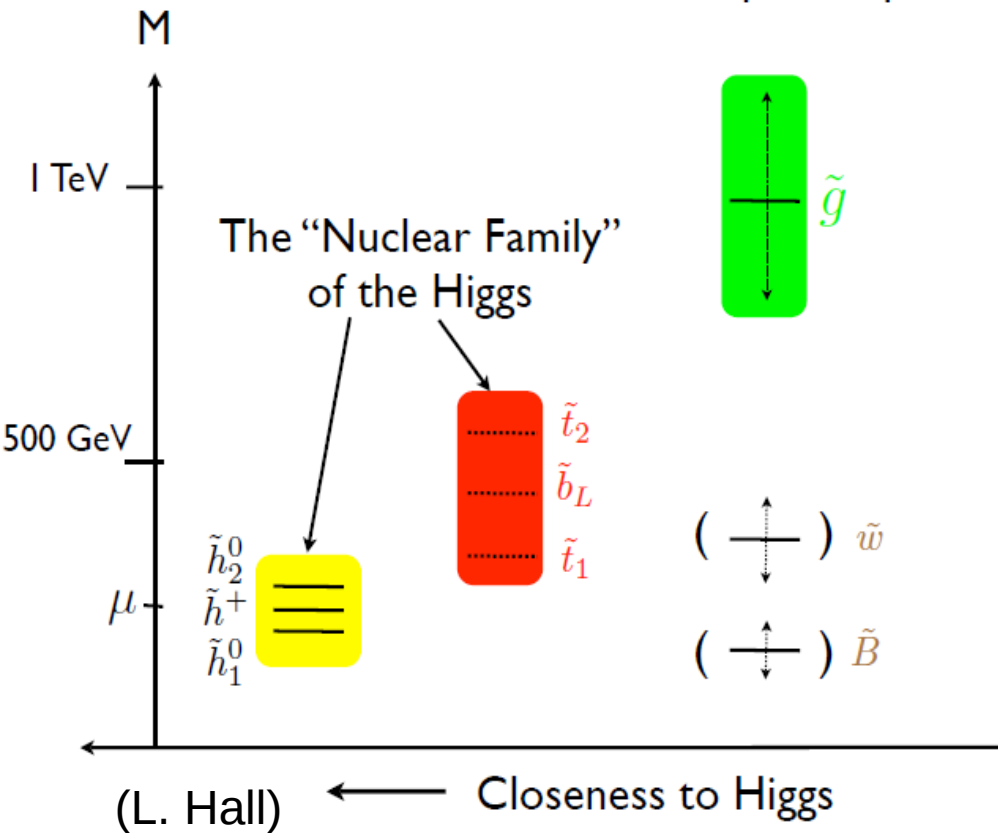 M
1 TeV
g̃
The “Nuclear Family”
of the Higgs
t̃₂
500 GeV
b̃_L
( ) w̃
h̃⁰₂
t̃₁
μ
h̃⁺
( ) B̃
h̃⁰₁
(L. Hall)
Closeness to Higgs